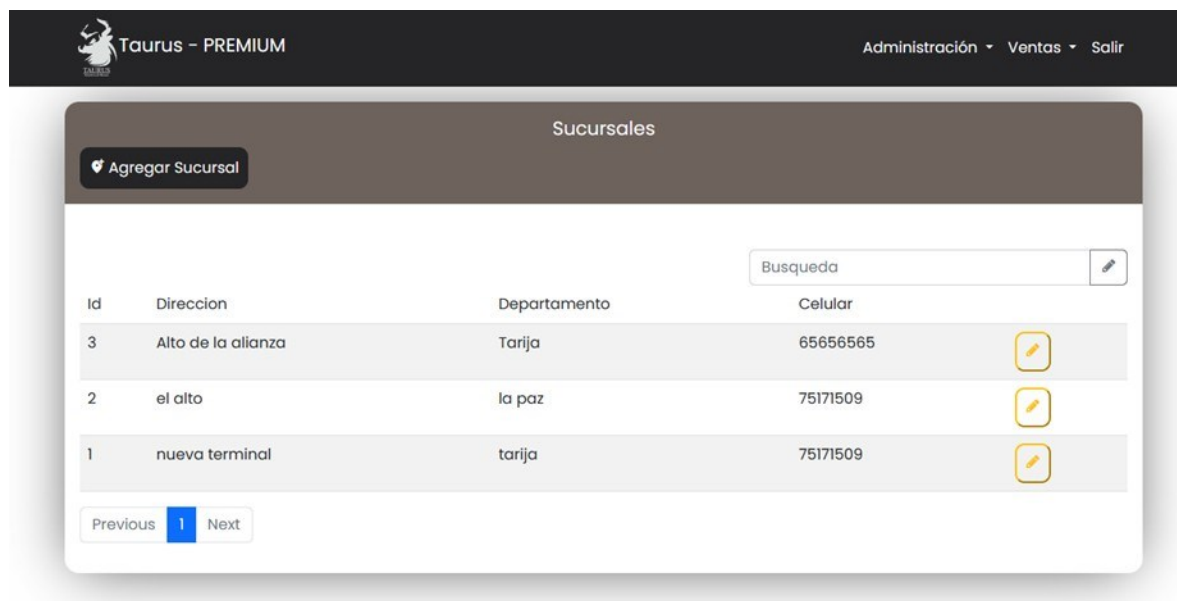 Taurus - PREMIUM Administración Ventas Salir
TAURUS
Sucursales
Agregar Sucursal
Busqueda
Id Direccion Departamento Celular
3 Alto de la alianza Tarija 65656565
2 el alto la paz 75171509
1 nueva terminal tarija 75171509
Previous 1 Next